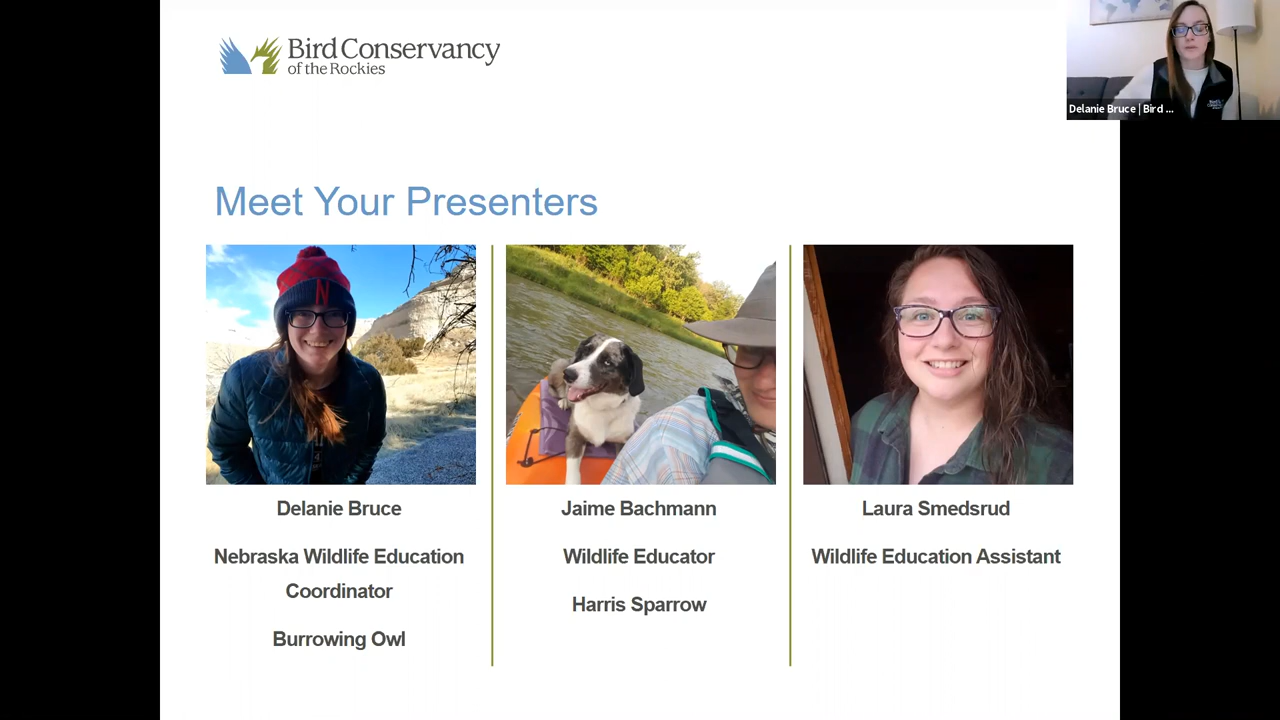 Bird Conservancy
of the Rockies
Delanie Bruce | Bird ...
Meet Your Presenters
N
Delanie Bruce
Nebraska Wildlife Education
Coordinator
Burrowing Owl
Jaime Bachmann
Wildlife Educator
Harris Sparrow
Laura Smedsrud
Wildlife Education Assistant